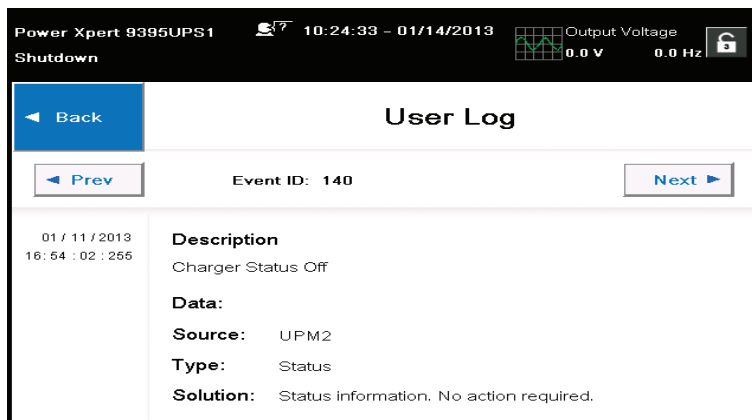 Power Xpert 9395UPS1
? 10:24:33 - 01/14/2013
Output Voltage
Shutdown
0.0 V 0.0 Hz
3
◄ Back
User Log
◄ Prev
Event ID: 140
Next ►
01 / 11 / 2013
16: 54 : 02 : 255
Description
Charger Status Off
Data:
Source: UPM2
Type: Status
Solution: Status information. No action required.